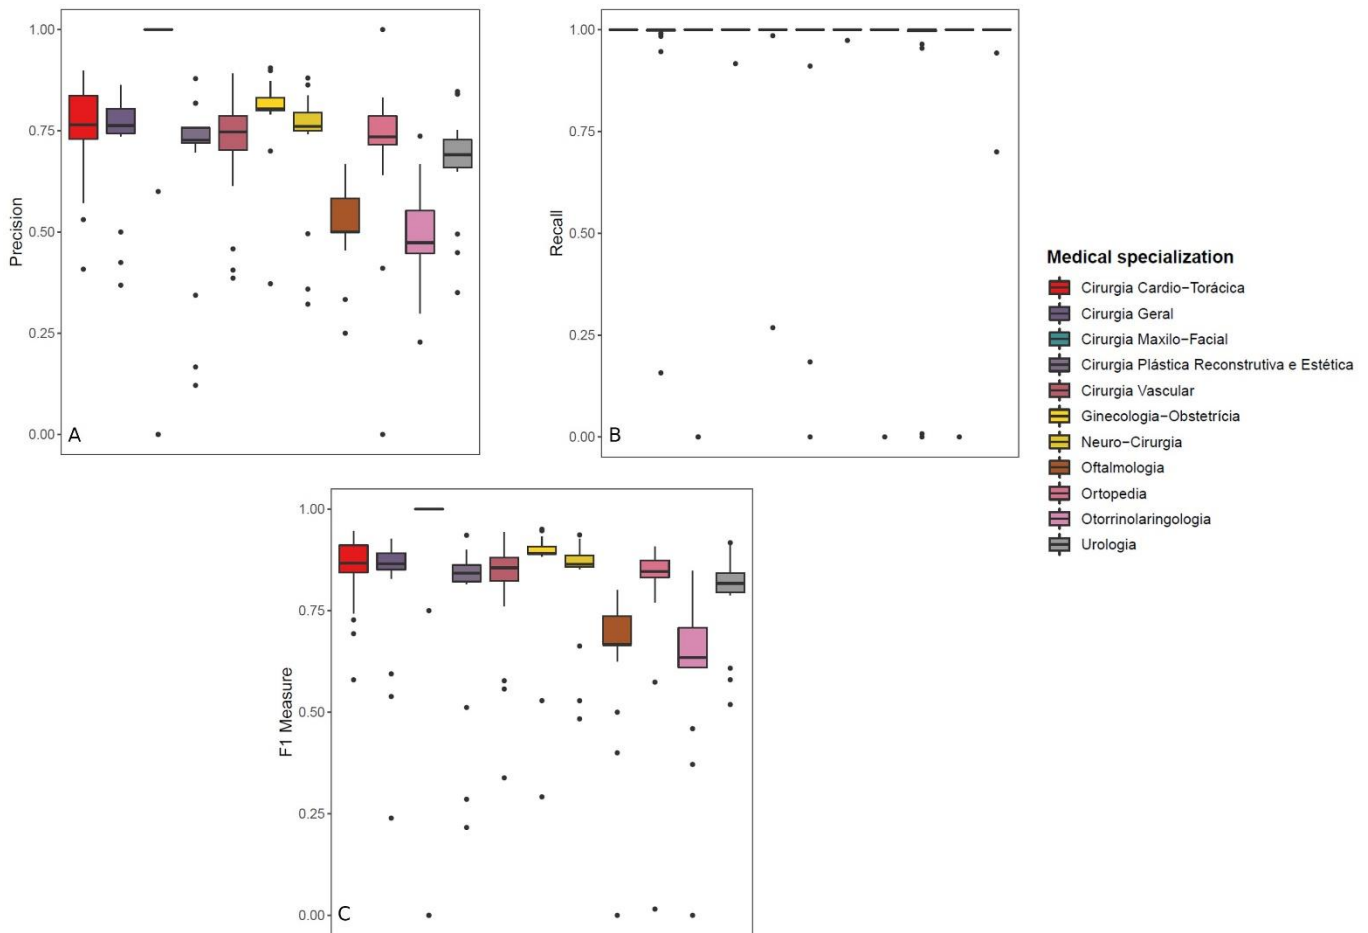 1.00
0.75
0.50
0.25
0.00
Precision
A
1.00
0.75
0.50
0.25
0.00
Recall
B
1.00
0.75
0.50
0.25
0.00
F1 Measure
C
Medical specialization
Cirurgia Cardio-Torácica
Cirurgia Geral
Cirurgia Maxilo-Facial
Cirurgia Plástica Reconstrutiva e Estética
Cirurgia Vascular
Ginecologia-Obstetrícia
Neuro-Cirurgia
Oftalmologia
Ortopedia
Otorrinolaringologia
Urologia